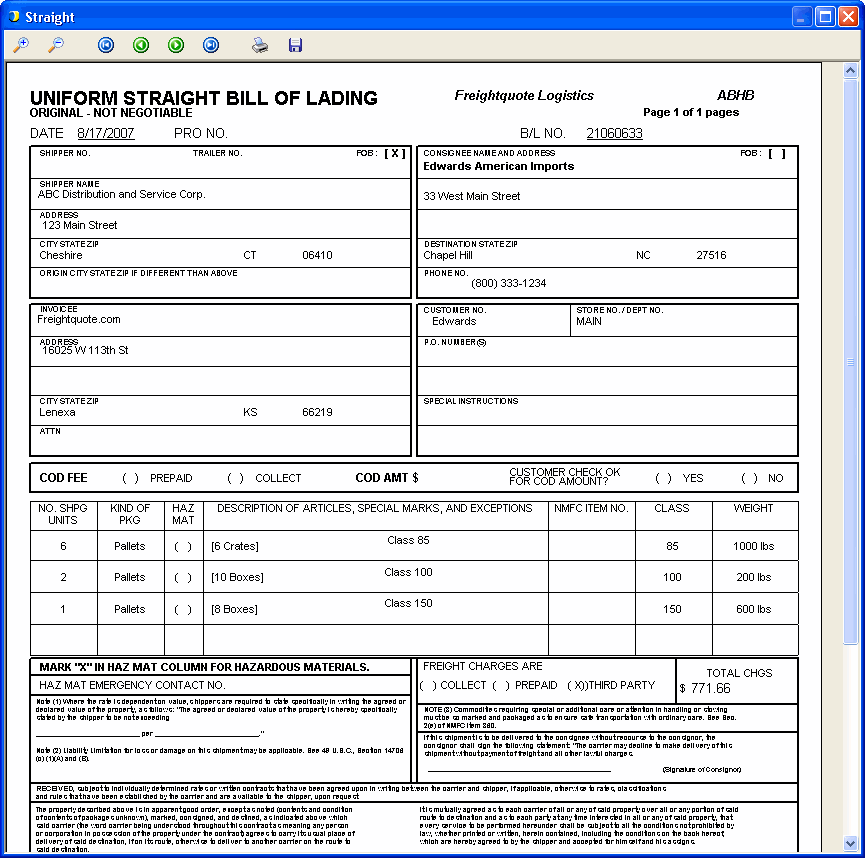 Straight
UNIFORM STRAIGHT BILL OF LADING
Freightquote Logistics
ABHB
ORIGINAL - NOT NEGOTIABLE
Page 1 of 1 pages
DATE 8/17/2007 PRO NO. B/L NO. 21060633
SHIPPER NO. TRAILER NO. FOB : [ X ]
CONSIGNEE NAME AND ADDRESS FOB : [ ]
Edwards American Imports
SHIPPER NAME
ABC Distribution and Service Corp.
33 West Main Street
ADDRESS
123 Main Street
CITY STATE ZIP
Cheshire CT 06410
DESTINATION STATE ZIP
Chapel Hill NC 27516
ORIGIN CITY STATE ZIP IF DIFFERENT THAN ABOVE
PHONE NO.
(800) 333-1234
INVOICEE
Freightquote.com
CUSTOMER NO.
Edwards
STORE NO. / DEPT NO.
MAIN
ADDRESS
16025 W 113th St
P.O. NUMBER(S)
CITY STATE ZIP
Lenexa KS 66219
SPECIAL INSTRUCTIONS
ATTN
COD FEE ( ) PREPAID ( ) COLLECT COD AMT $ CUSTOMER CHECK OK
FOR COD AMOUNT? ( ) YES ( ) NO
NO. SHPG
UNITS
KIND OF
PKG
HAZ
MAT
DESCRIPTION OF ARTICLES, SPECIAL MARKS, AND EXCEPTIONS
NMFC ITEM NO.
CLASS
WEIGHT
6 Pallets ( ) [6 Crates] Class 85 85 1000 lbs
2 Pallets ( ) [10 Boxes] Class 100 100 200 lbs
1 Pallets ( ) [8 Boxes] Class 150 150 600 lbs
MARK "X" IN HAZ MAT COLUMN FOR HAZARDOUS MATERIALS.
HAZ MAT EMERGENCY CONTACT NO.
FREIGHT CHARGES ARE
( ) COLLECT ( ) PREPAID ( X))THIRD PARTY
TOTAL CHGS
$ 771.66
Note (1) Where the rate is dependent on value, shippers are required to state specifically in writing the agreed or
declared value of the property, as follows: "The agreed or declared value of the property is hereby specifically
stated by the shipper to be not exceeding
per ."
Note (2) Liability Limitation for loss or damage on this shipment may be applicable. See 49 U.S.C., Section 14706
(c) (1)(A) and (B).
NOTE (3) Commodities requiring special or additional care or attention in handling or stowing
must be so marked and packaged as to ensure safe transportation with ordinary care. See Sec.
2(e) of NMFC Item 360.
If this shipment is to be delivered to the consignee without recourse to the consignor, the
consignor shall sign the following statement: "The carrier may decline to make delivery of this
shipment without payment of freight and all other lawful charges.
(Signature of Consignor)
RECEIVED, subject to individually determined rates or written contracts that have been agreed upon in writing between the carrier and shipper, if applicable, otherwise to rates, classifications
and rules that have been established by the carrier and are available to the shipper, upon request
The property described above is in apparent good order, except as noted (contents and condition
of contents of packages unknown), marked, consigned, and destined, as indicated above which
said carrier (the word carrier being understood throughout this contract as meaning any person
or corporation in possession of the property under the contract) agrees to carry its usual place of
delivery of said destination, if on its route, otherwise to deliver to another carrier on the route to
said destination.
It is mutually agreed as to each carrier of all or any of said property over all or any portion of said
route to destination and as to each party at any time interested in all or any of said property, that
every service to be performed hereunder shall be subject to all the conditions not prohibited by
law, whether printed or written, herein contained, including the condition on the back hereof,
which are hereby agreed to by the shipper and accepted for himself and his assigns.